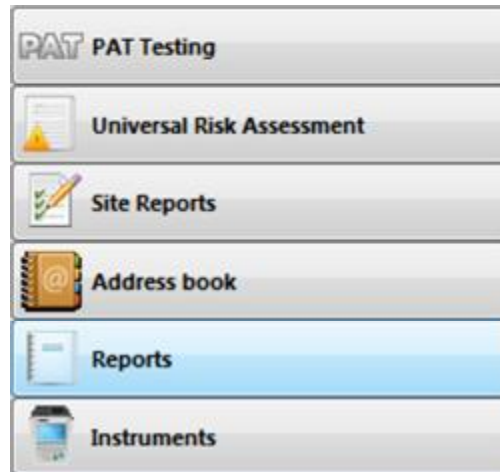 PAT PAT Testing
Universal Risk Assessment
Site Reports
@ Address book
Reports
Instruments